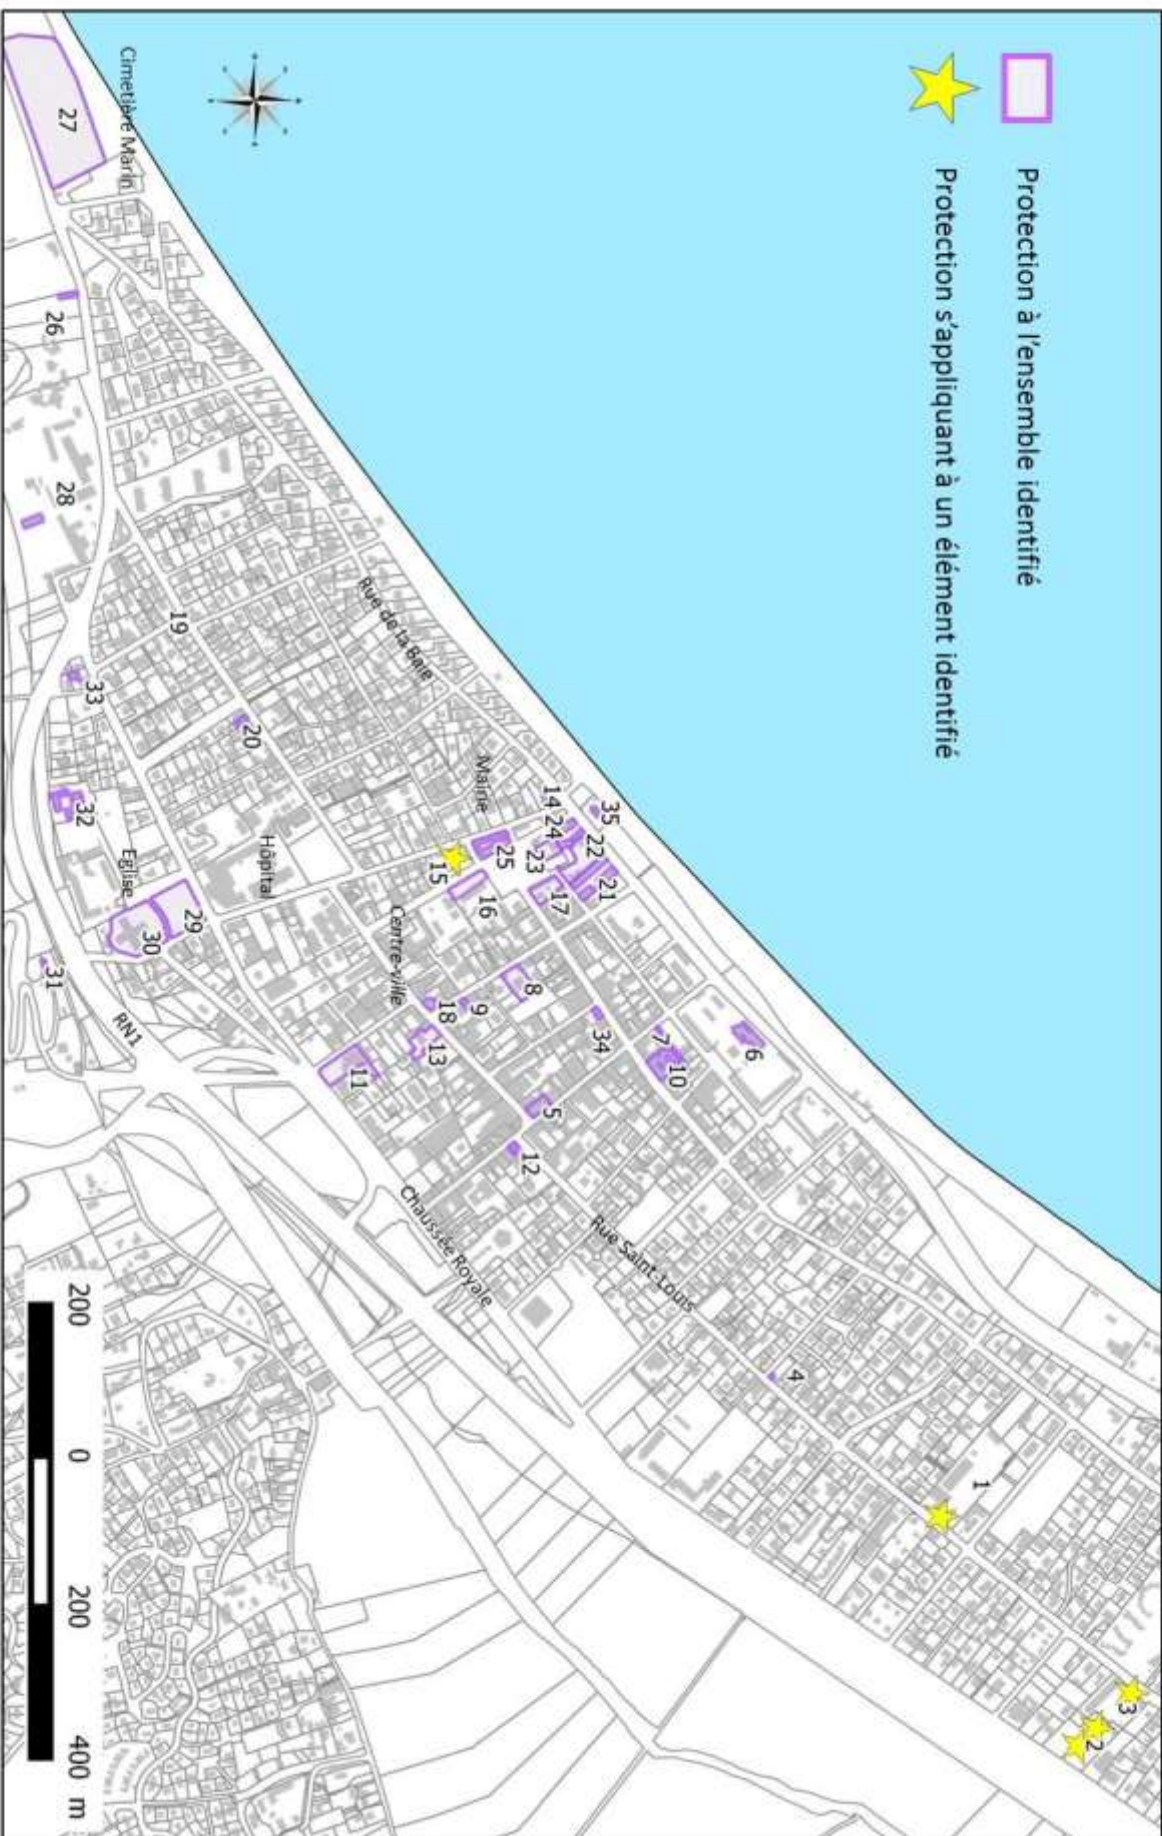 Protection à l'ensemble identifié
Protection s'appliquant à un élément identifié
Cimetière Marin
27
26
28
19
33
20
32
Rue de la Baie
Mairie
14
35
24
22
23
21
25
17
15
16
Hôpital
Eglise
29
30
31
RN1
Centre-ville
8
9
18
13
11
34
7
10
6
5
12
Chaussée Royale
Rue Saint-Louis
4
1
3
2
200 0 200 400 m